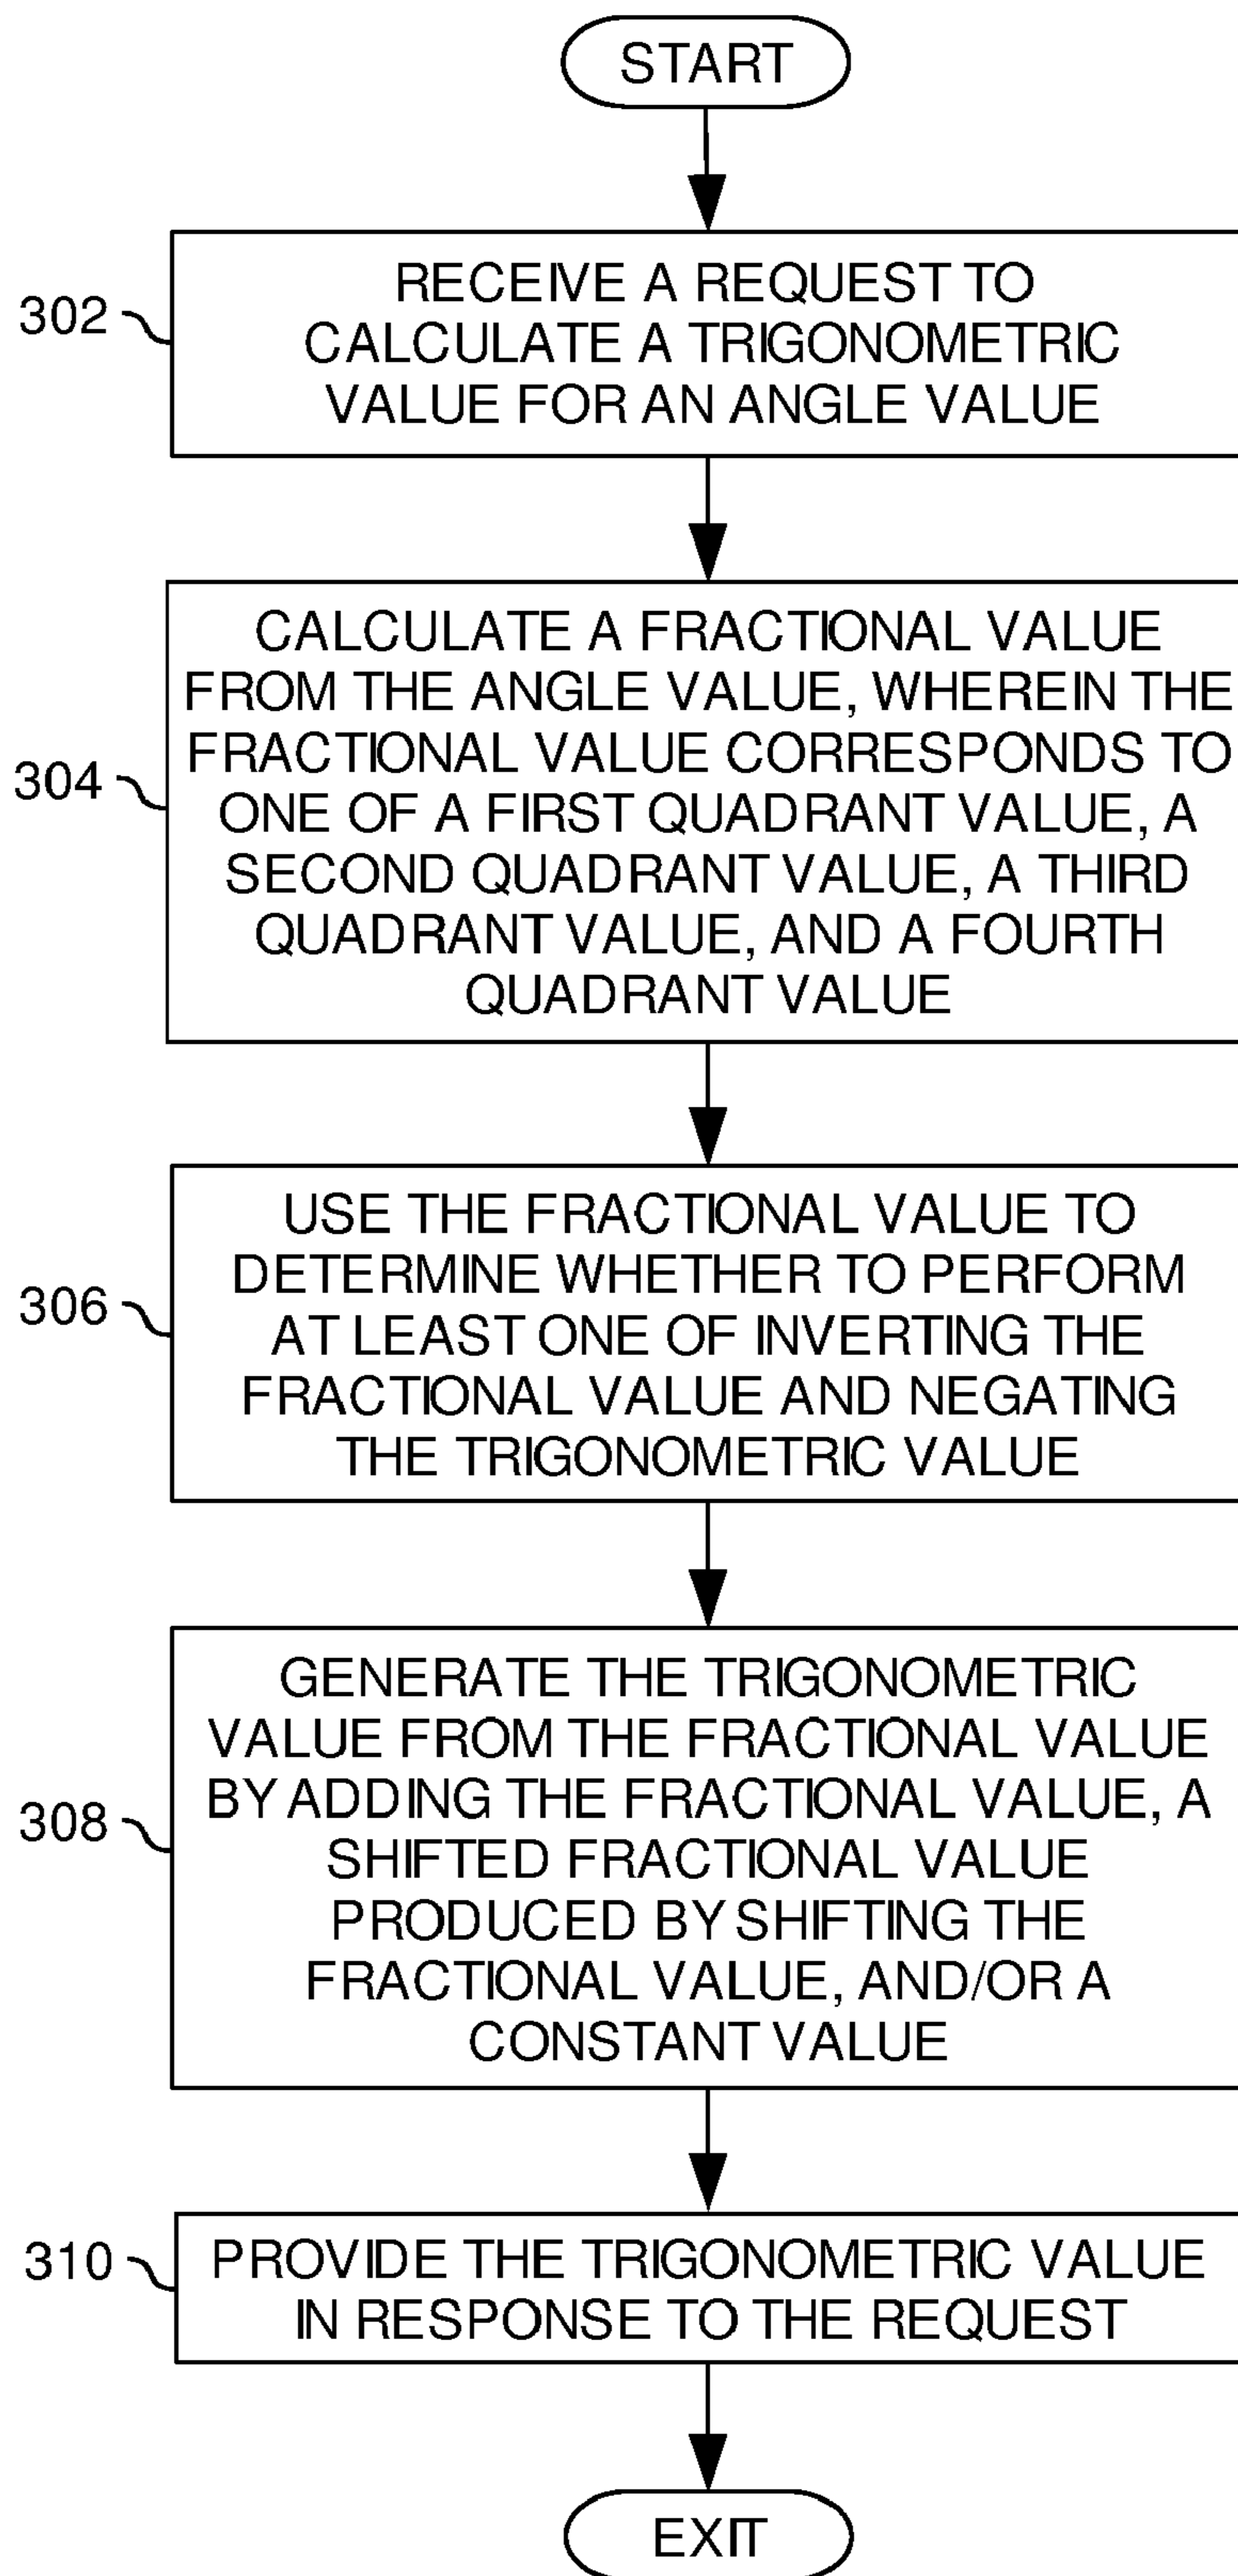 START
302
RECEIVE A REQUEST TO
CALCULATE A TRIGONOMETRIC
VALUE FOR AN ANGLE VALUE
304
CALCULATE A FRACTIONAL VALUE
FROM THE ANGLE VALUE, WHEREIN THE
FRACTIONAL VALUE CORRESPONDS TO
ONE OF A FIRST QUADRANT VALUE, A
SECOND QUADRANT VALUE, A THIRD
QUADRANT VALUE, AND A FOURTH
QUADRANT VALUE
306
USE THE FRACTIONAL VALUE TO
DETERMINE WHETHER TO PERFORM
AT LEAST ONE OF INVERTING THE
FRACTIONAL VALUE AND NEGATING
THE TRIGONOMETRIC VALUE
308
GENERATE THE TRIGONOMETRIC
VALUE FROM THE FRACTIONAL VALUE
BY ADDING THE FRACTIONAL VALUE, A
SHIFTED FRACTIONAL VALUE
PRODUCED BY SHIFTING THE
FRACTIONAL VALUE, AND/OR A
CONSTANT VALUE
310
PROVIDE THE TRIGONOMETRIC VALUE
IN RESPONSE TO THE REQUEST
EXIT